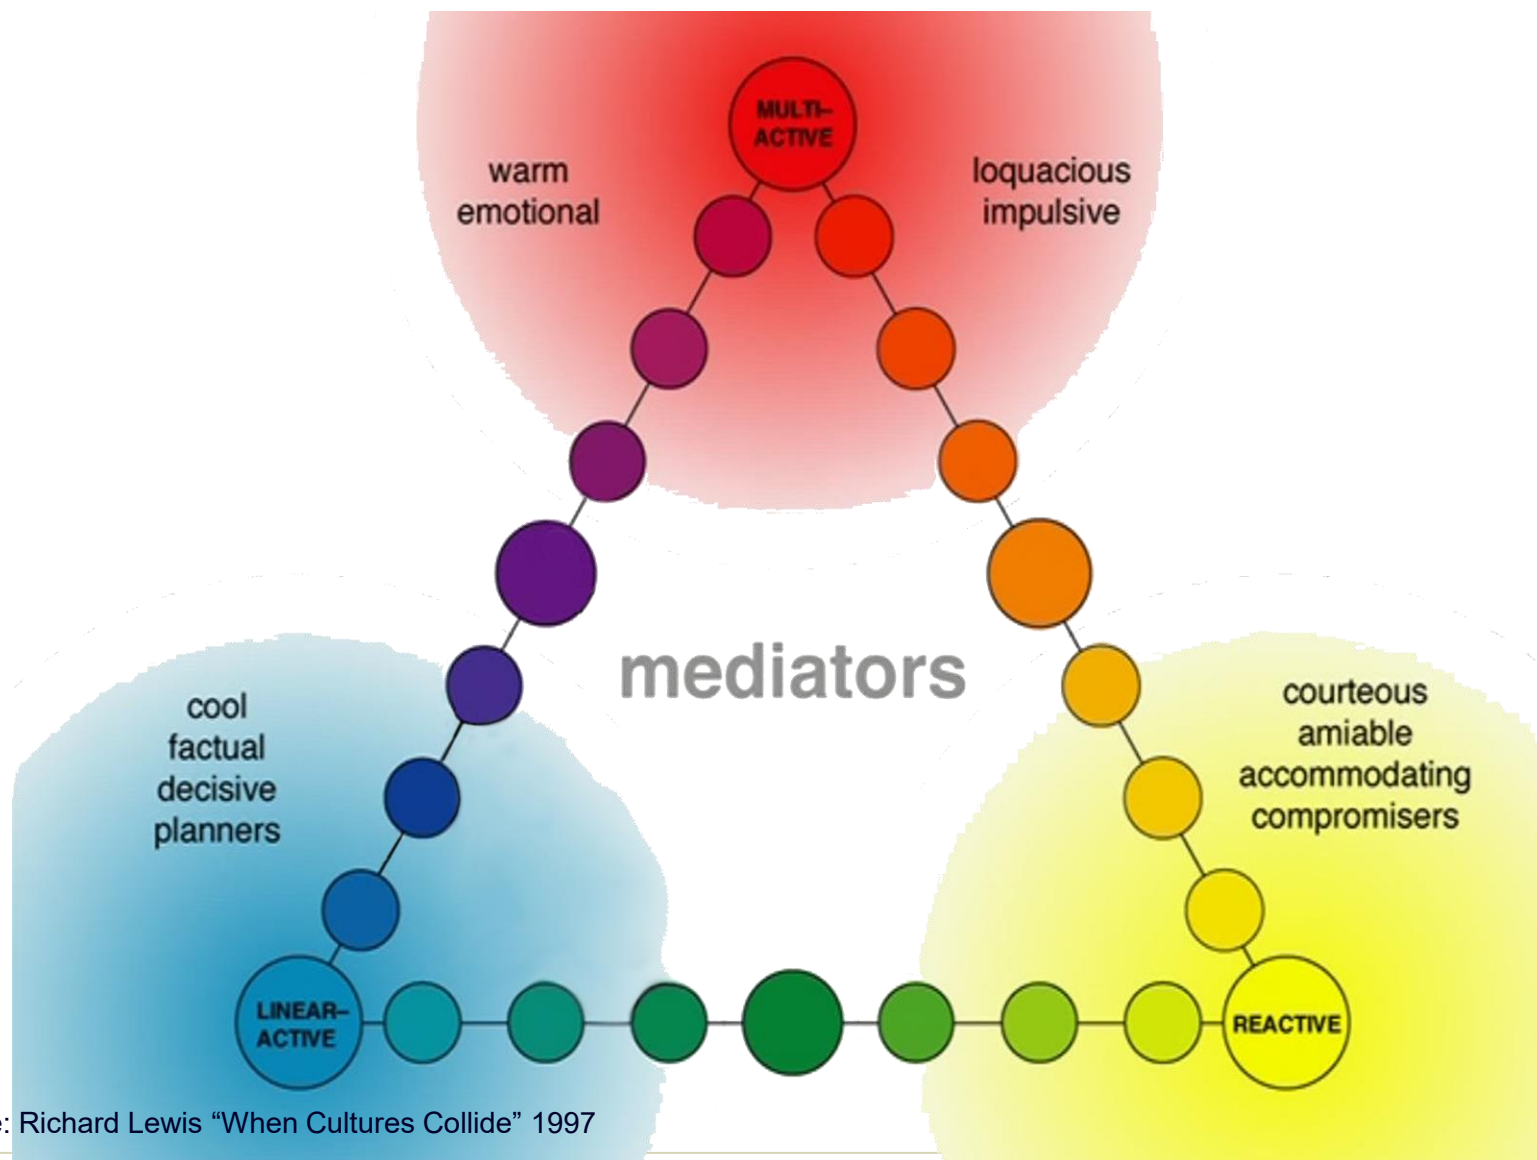 MULTI-
ACTIVE
warm
emotional
loquacious
impulsive
mediators
cool
factual
decisive
planners
courteous
amiable
accommodating
compromisers
LINEAR-
ACTIVE
REACTIVE
: Richard Lewis “When Cultures Collide” 1997